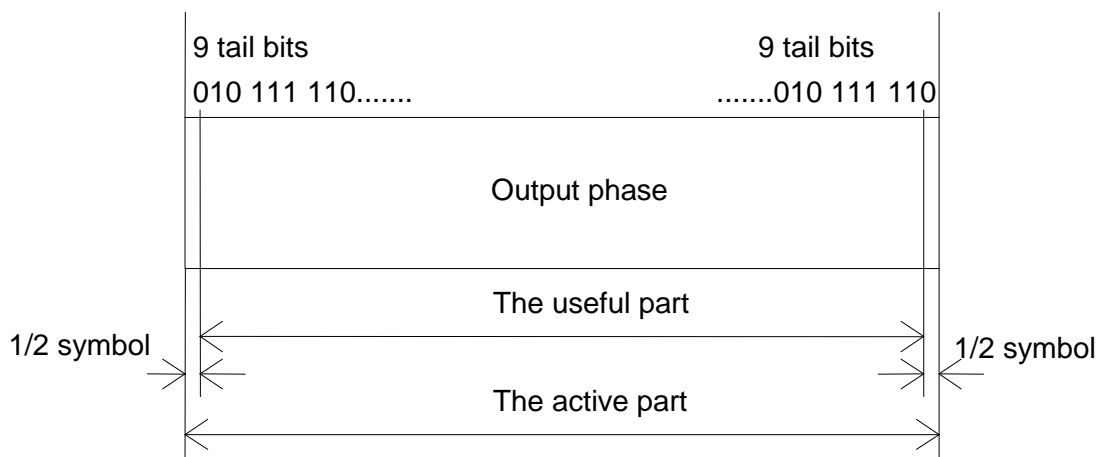 9 tail bits
9 tail bits
010 111 110.......
.......010 111 110
Output phase
The useful part
1/2 symbol
1/2 symbol
The active part